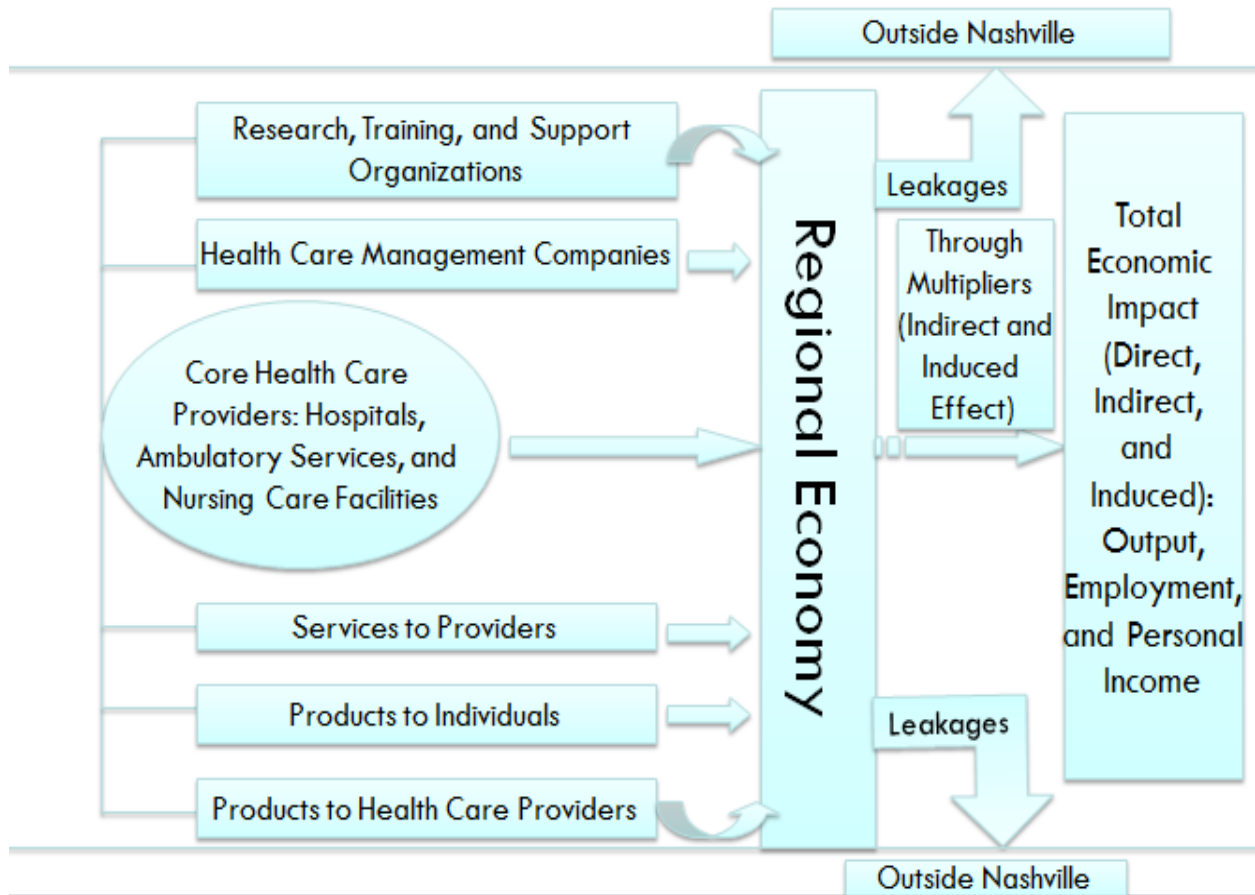 Outside Nashville
Research, Training, and Support
Organizations
Health Care Management Companies
Core Health Care
Providers: Hospitals,
Ambulatory Services, and
Nursing Care Facilities
Services to Providers
Products to Individuals
Products to Health Care Providers
Regional Economy
Leakages
Through
Multipliers
(Indirect and
Induced
Effect)
Leakages
Total
Economic
Impact
(Direct,
Indirect,
and
Induced):
Output,
Employment,
and Personal
Income
Outside Nashville